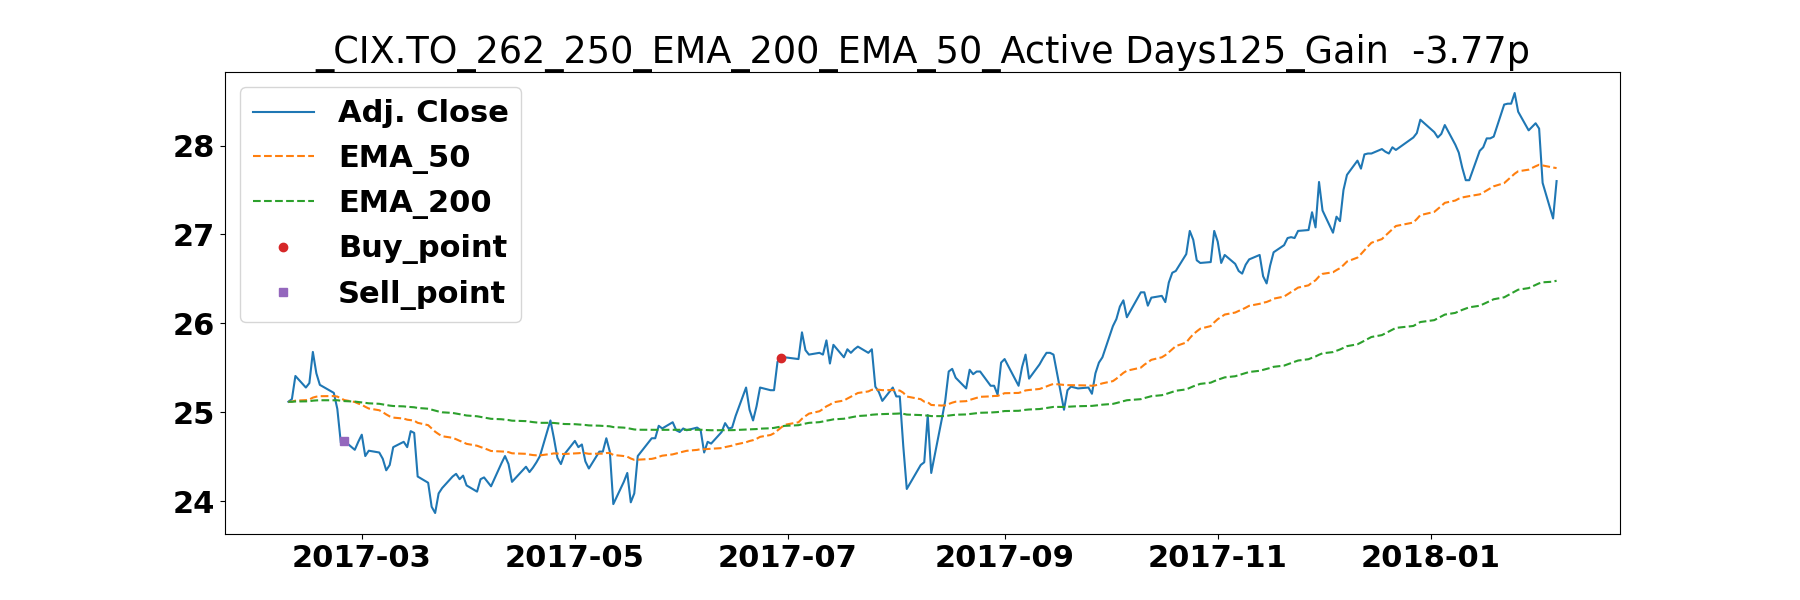 _CIX.TO_262_250_EMA_200_EMA_50_Active Days125_Gain  -3.77p
Adj. Close
EMA_50
EMA_200
Buy_point
Sell_point
28
27
26
25
24
2017-03 2017-05 2017-07 2017-09 2017-11 2018-01